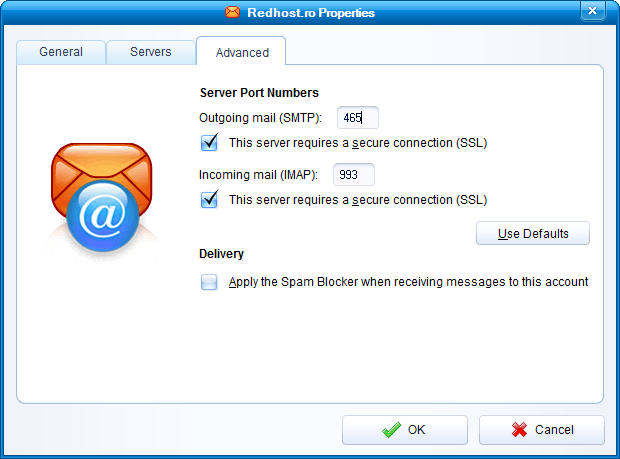 Redhost.ro Properties
General
Servers
Advanced
Server Port Numbers
Outgoing mail (SMTP): 465
This server requires a secure connection (SSL)
Incoming mail (IMAP): 993
This server requires a secure connection (SSL)
Use Defaults
Delivery
Apply the Spam Blocker when receiving messages to this account
@
OK
Cancel